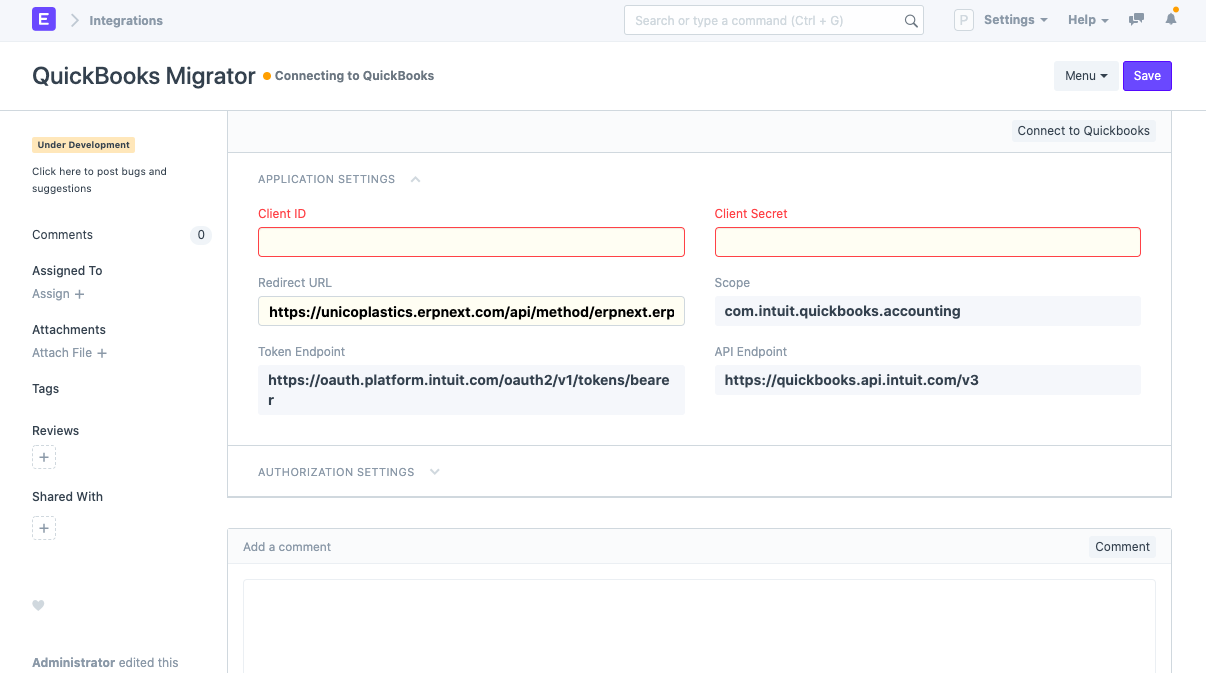 E
Integrations
Search or type a command (Ctrl + G)
P
Settings
Help
QuickBooks Migrator
Connecting to QuickBooks
Menu
Save
Under Development
Click here to post bugs and
suggestions
Comments
0
Assigned To
Assign +
Attachments
Attach File +
Tags
Reviews
+
Shared With
+
Administrator edited this
Connect to Quickbooks
APPLICATION SETTINGS
Client ID
Client Secret
Redirect URL
https://unicoplastics.erpnext.com/api/method/erpnext.erp
Scope
com.intuit.quickbooks.accounting
Token Endpoint
https://oauth.platform.intuit.com/oauth2/v1/tokens/beare
r
API Endpoint
https://quickbooks.api.intuit.com/v3
AUTHORIZATION SETTINGS
Add a comment
Comment